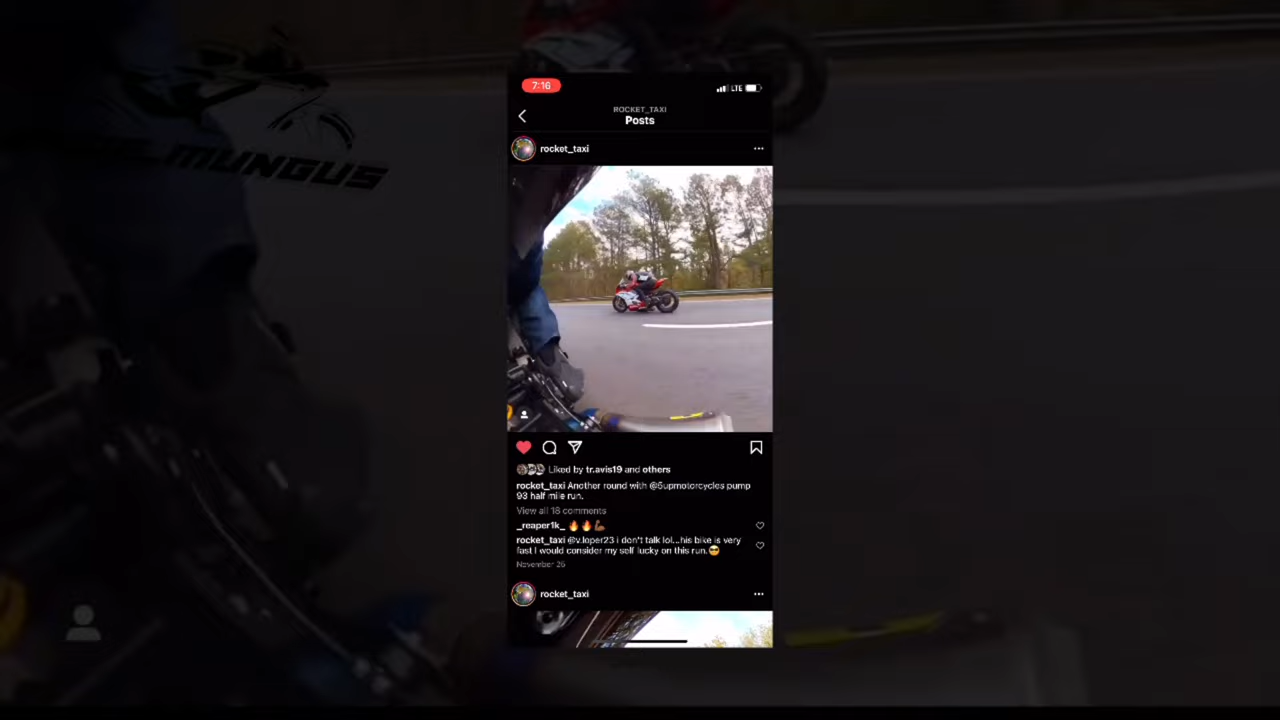 MUNGUS
7:16
LTE
ROCKET_TAXI
Posts
rocket_taxi
Liked by tr.avis19 and others
rocket_taxi Another round with @5upmotorcycles pump
93 half mile run.
View all 18 comments
_reaper1k_ 🔥🔥💪🏾
rocket_taxi @v.loper23 i don't talk lol...his bike is very
fast I would consider my self lucky on this run.😎
November 26
rocket_taxi